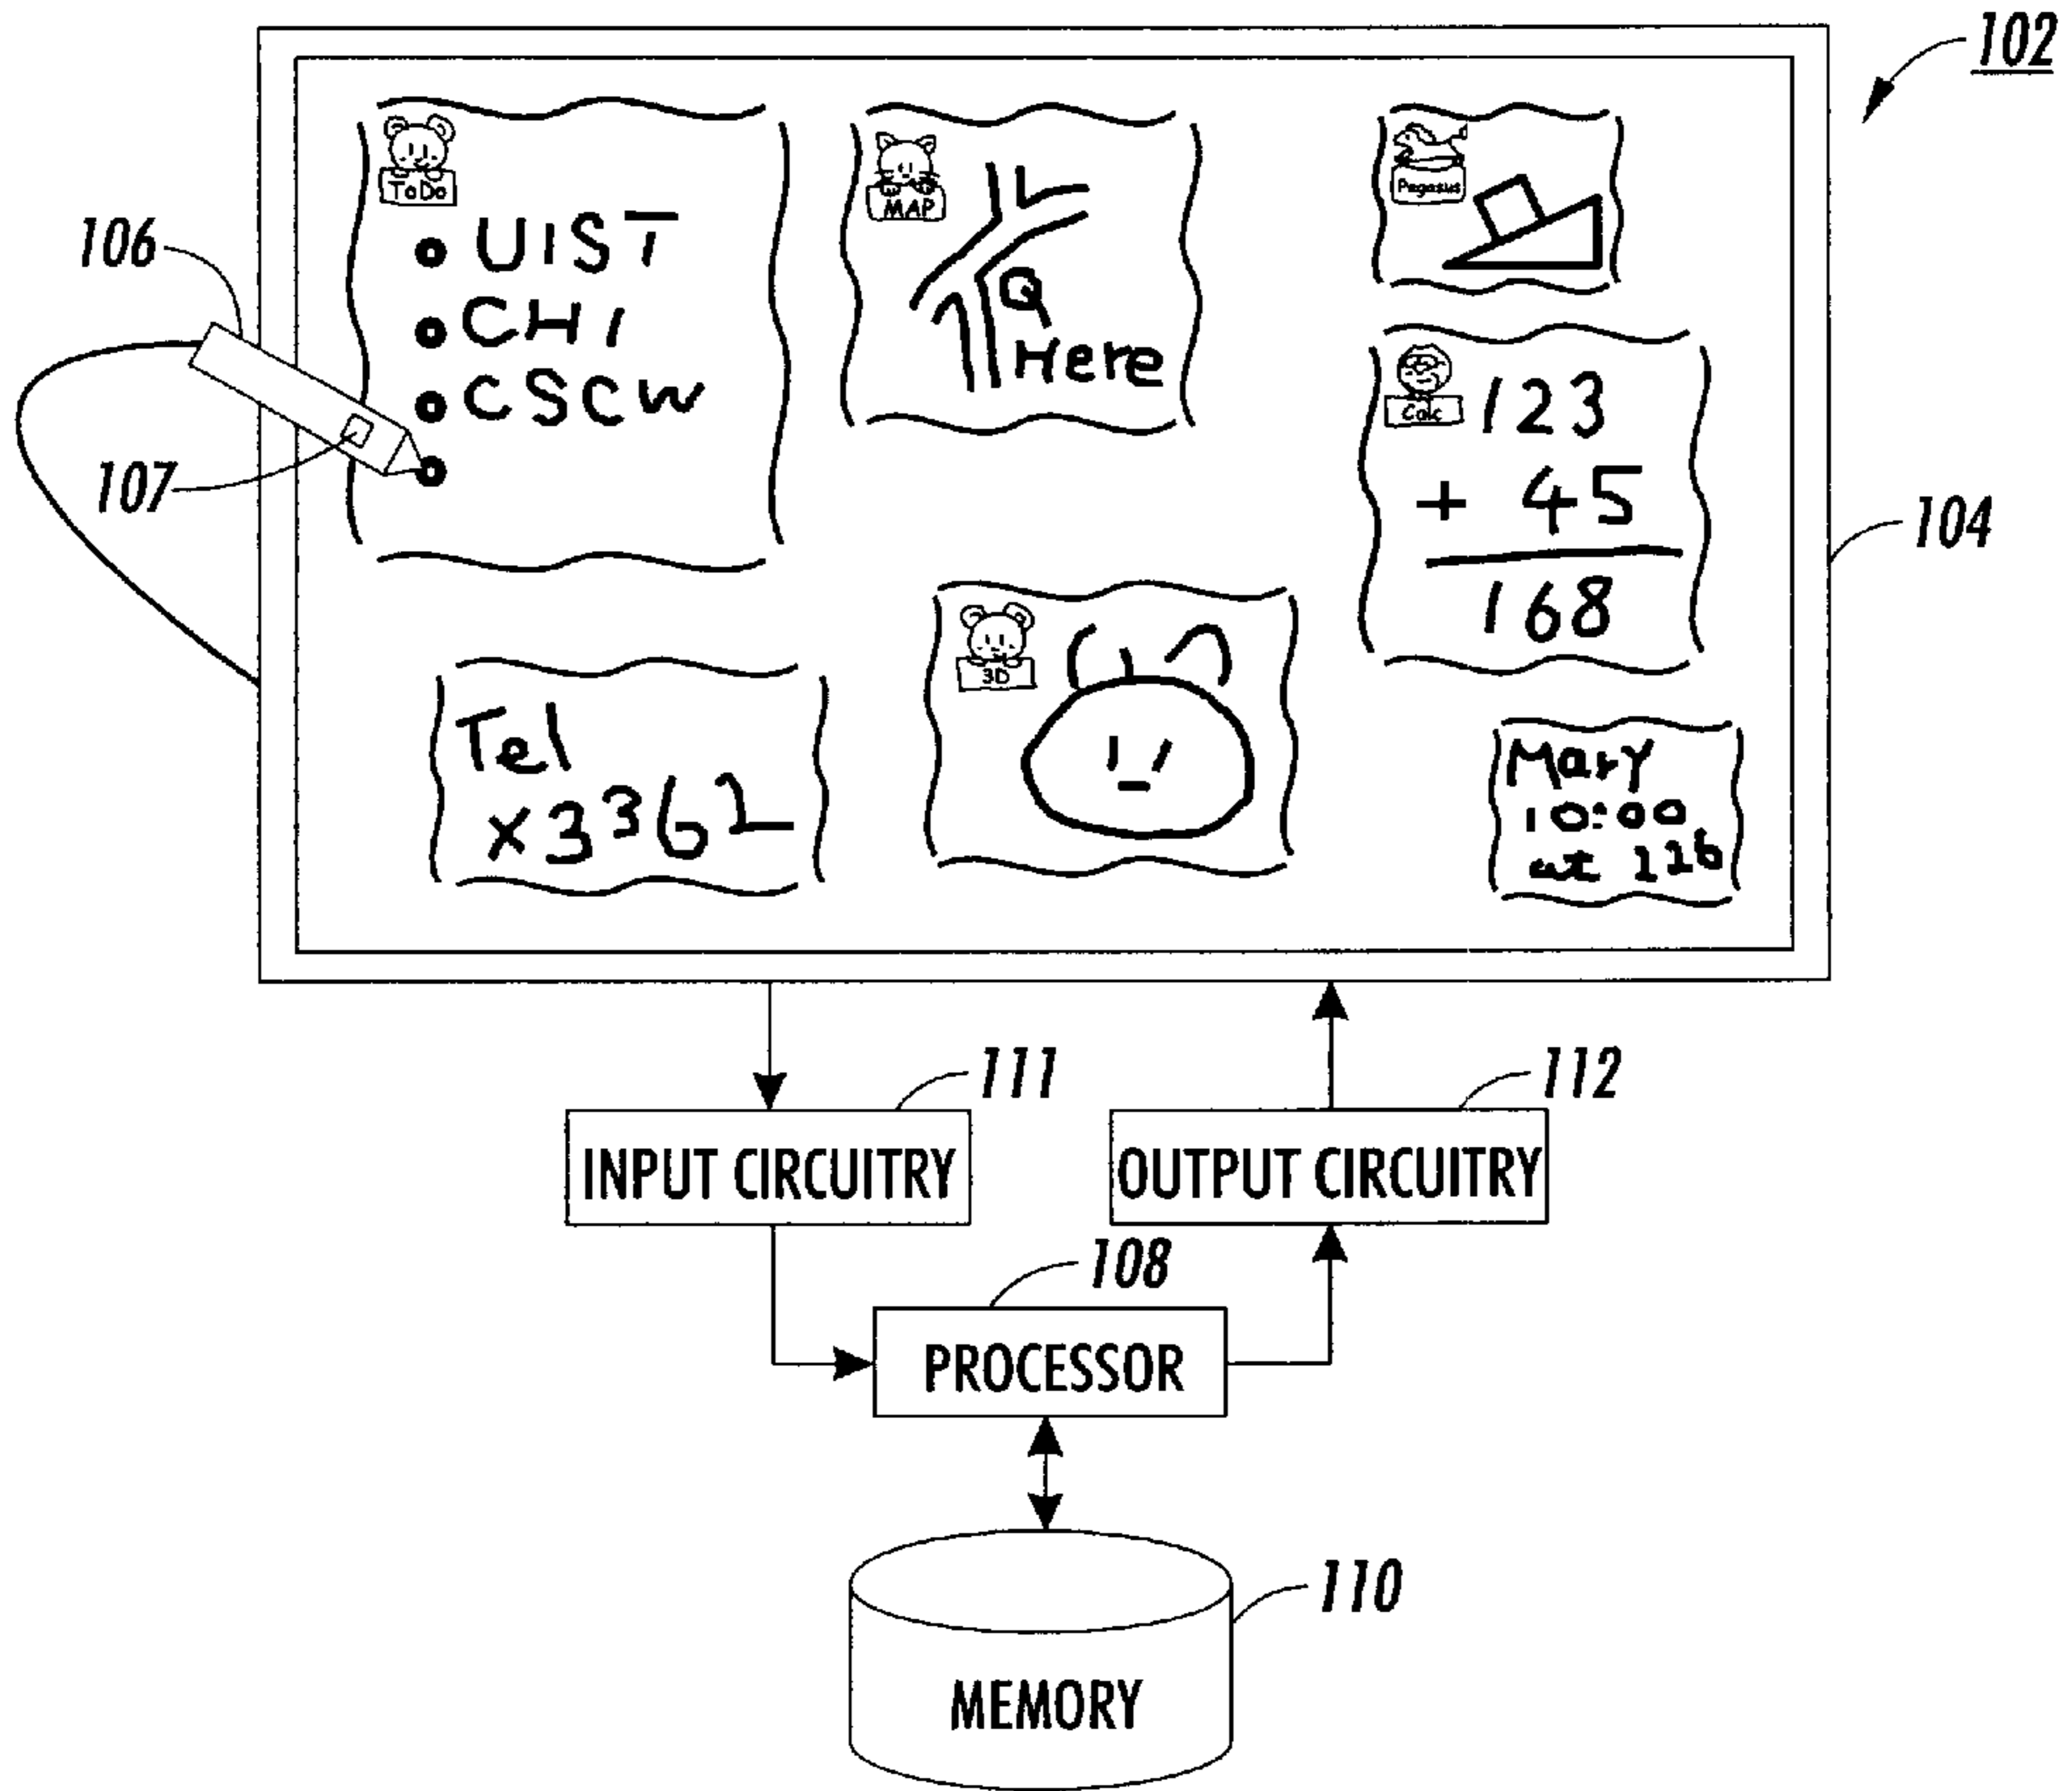 102
ToDo
UIST
CHI
CSCW
MAP
Here
Pegasus
Calc
123
+ 45
168
106
107
104
Tel
x3362
3D
Mary
10:00
at 126
111
112
INPUT CIRCUITRY
OUTPUT CIRCUITRY
108
PROCESSOR
110
MEMORY